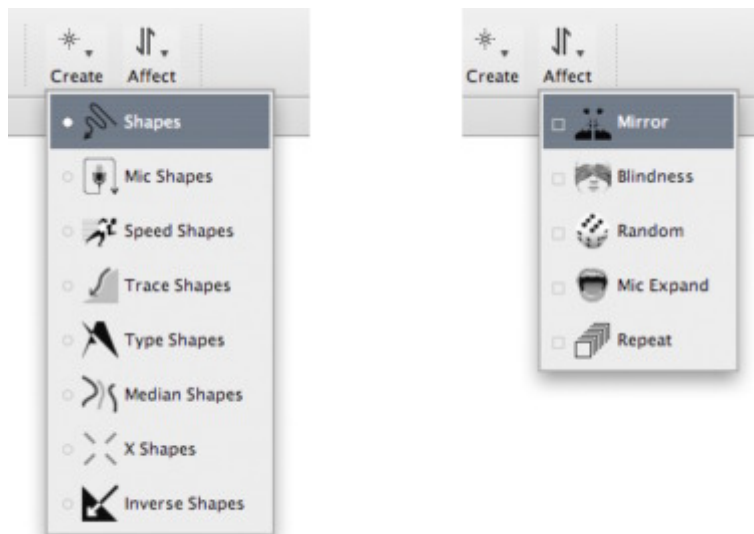 Create Affect
Shapes
Mic Shapes
Speed Shapes
Trace Shapes
Type Shapes
Median Shapes
X Shapes
Inverse Shapes
Create Affect
Mirror
Blindness
Random
Mic Expand
Repeat